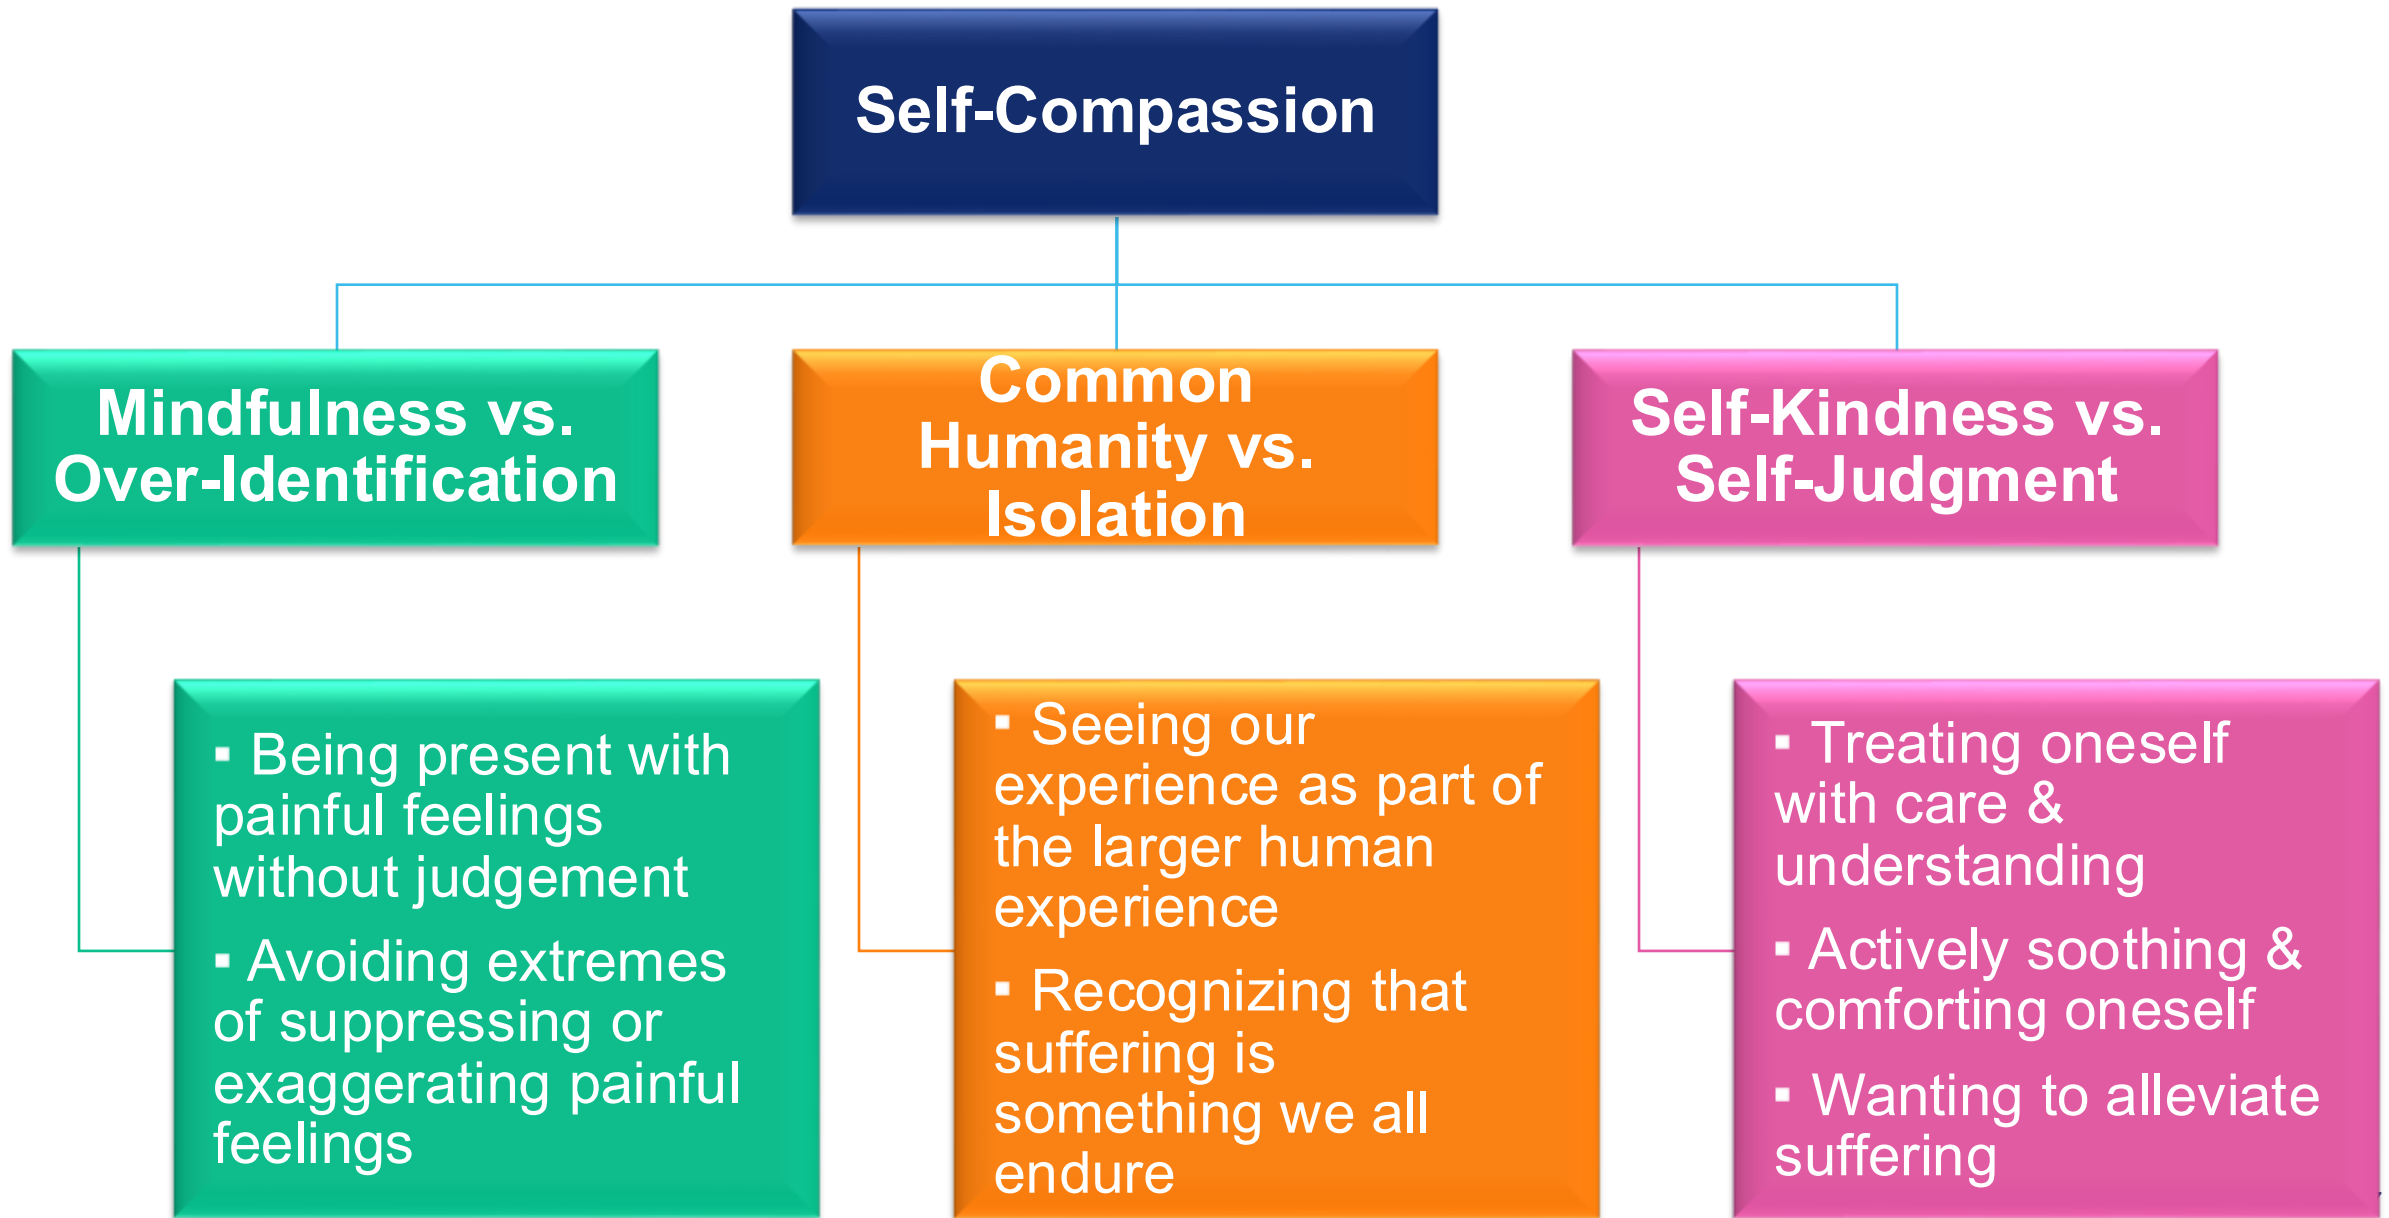 Self-Compassion
Mindfulness vs.
Over-Identification
Common
Humanity vs.
Isolation
Self-Kindness vs.
Self-Judgment
▪ Being present with
painful feelings
without judgement
▪ Avoiding extremes
of suppressing or
exaggerating painful
feelings
▪ Seeing our
experience as part of
the larger human
experience
▪ Recognizing that
suffering is
something we all
endure
▪ Treating oneself
with care &
understanding
▪ Actively soothing &
comforting oneself
▪ Wanting to alleviate
suffering